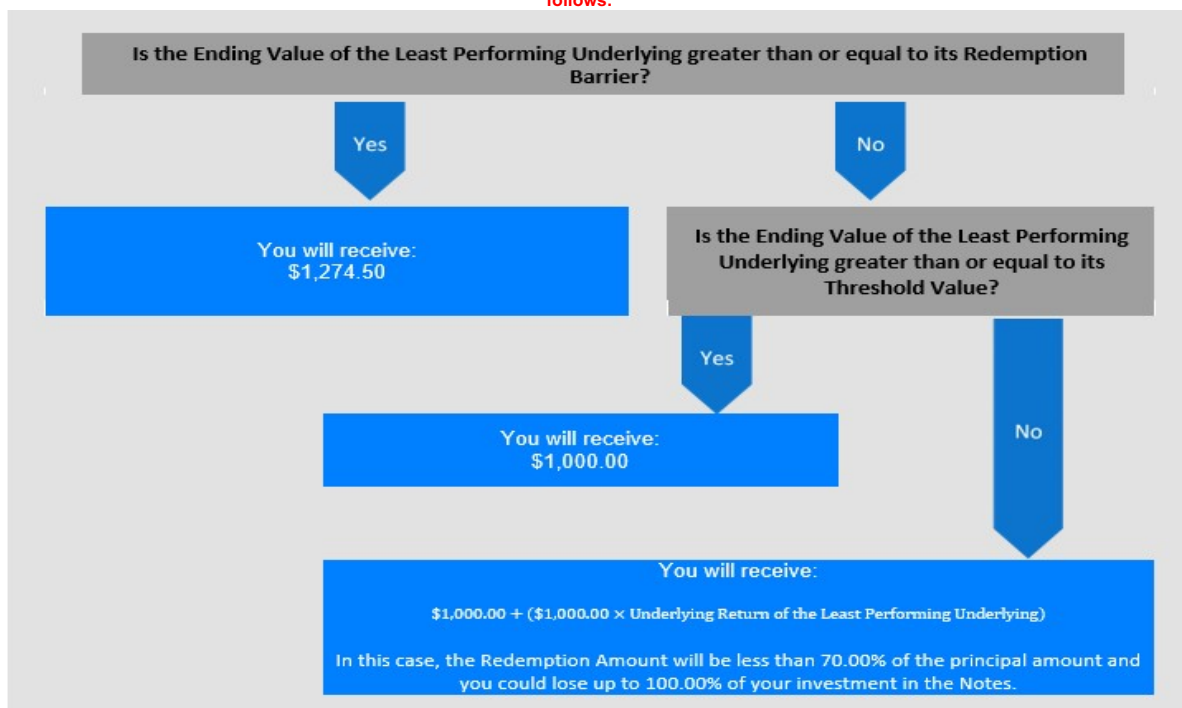 follows:
Is the Ending Value of the Least Performing Underlying greater than or equal to its Redemption
Barrier?
Yes
No
You will receive:
$1,274.50
Is the Ending Value of the Least Performing
Underlying greater than or equal to its
Threshold Value?
Yes
No
You will receive:
$1,000.00
You will receive:
$1,000.00 + ($1,000.00 × Underlying Return of the Least Performing Underlying)
In this case, the Redemption Amount will be less than 70.00% of the principal amount and
you could lose up to 100.00% of your investment in the Notes.